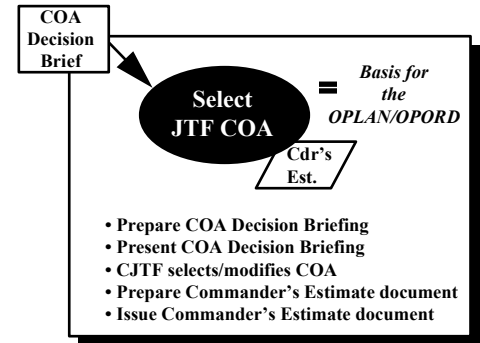 COA
Decision
Brief
Select
JTF COA
=
Basis for
the
OPLAN/OPORD
Cdr's
Est.
• Prepare COA Decision Briefing
• Present COA Decision Briefing
• CJTF selects/modifies COA
• Prepare Commander's Estimate document
• Issue Commander's Estimate document